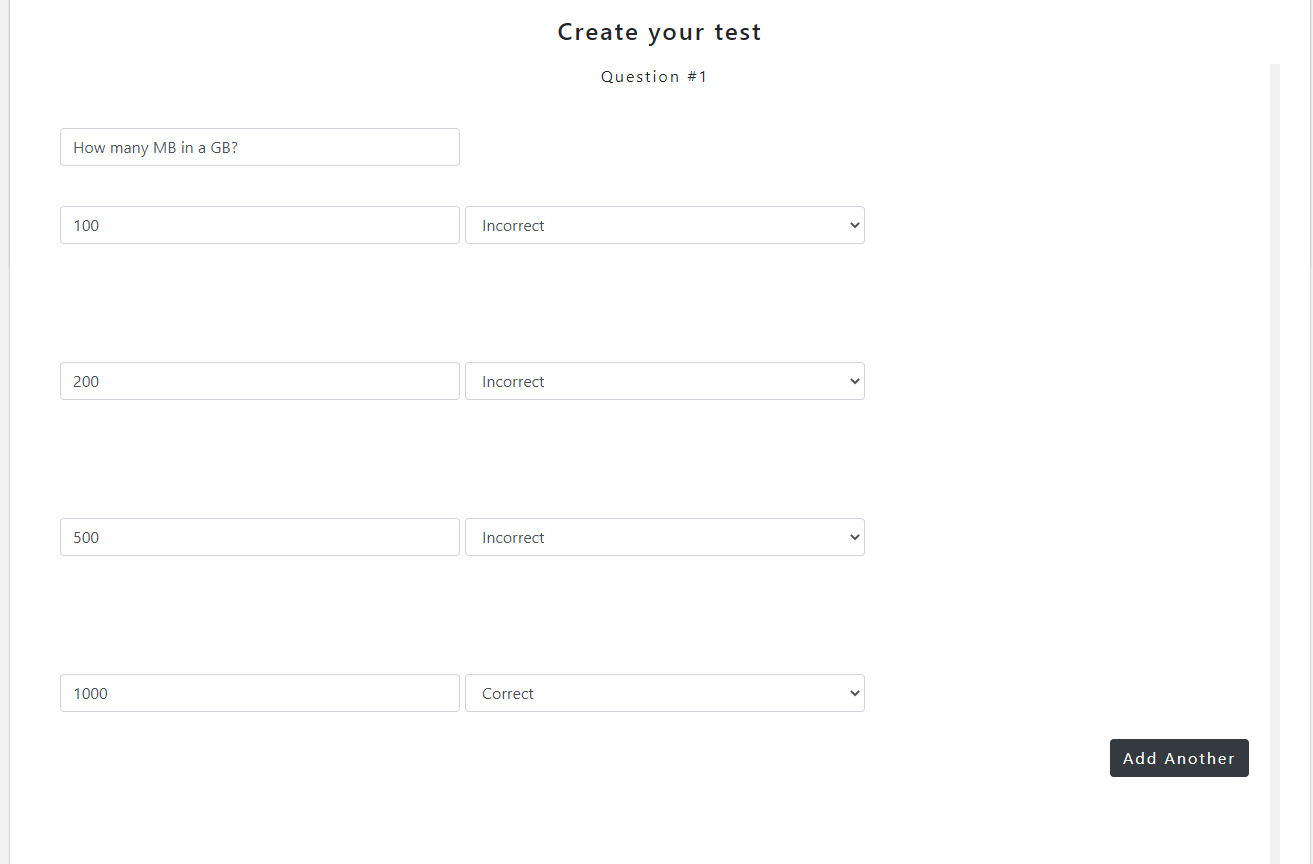 Create your test
Question #1
How many MB in a GB?
100 Incorrect
200 Incorrect
500 Incorrect
1000 Correct
Add Another